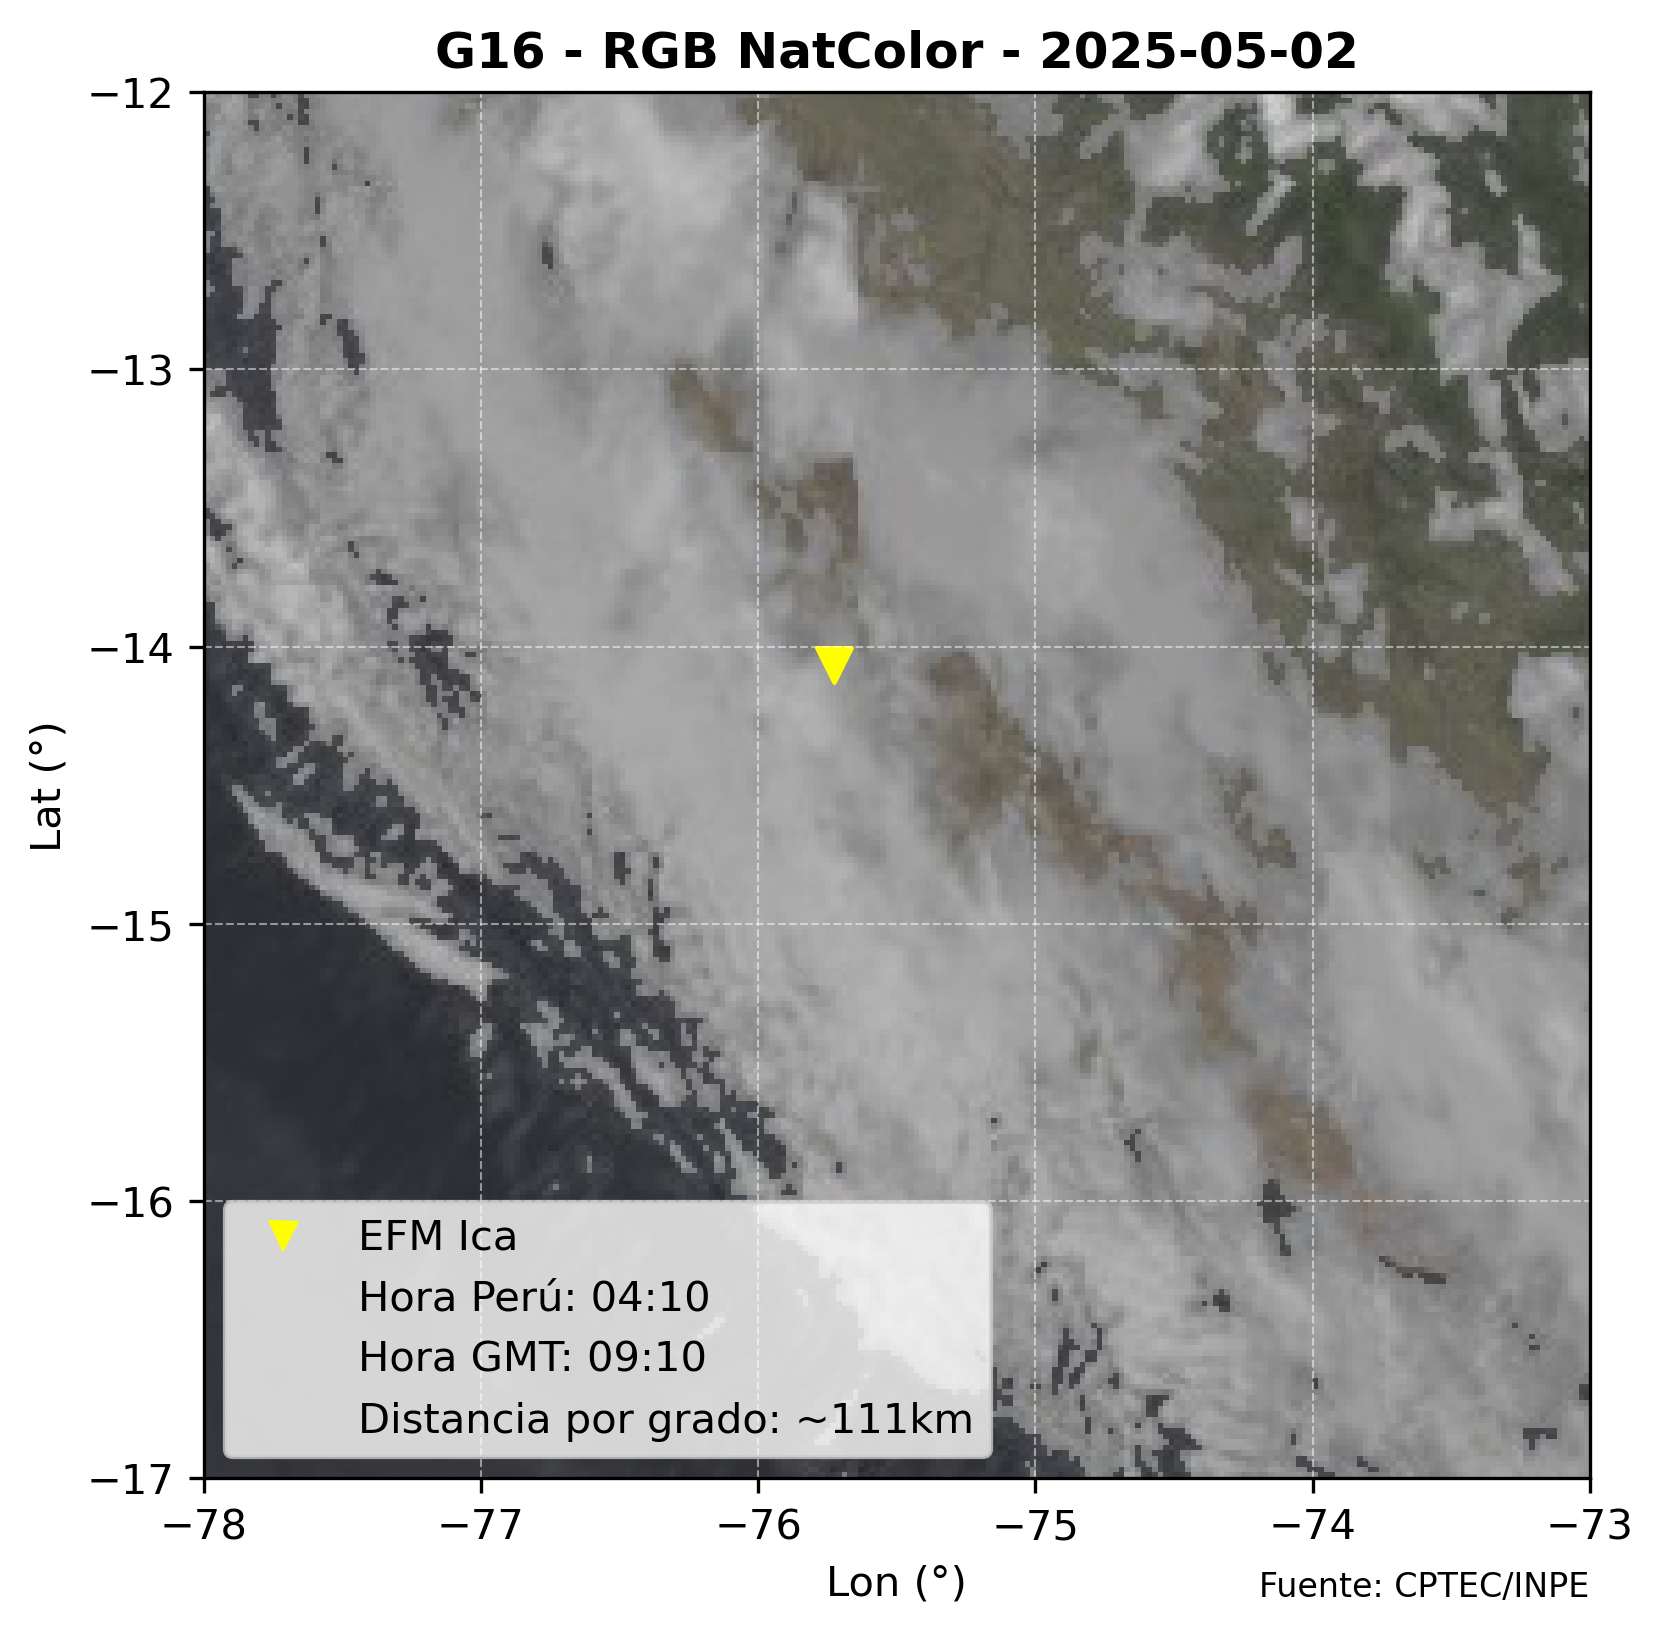 G16 - RGB NatColor - 2025-05-02
−12
−13
−14
−15
−16
−17
Lat (°)
EFM Ica
Hora Perú: 04:10
Hora GMT: 09:10
Distancia por grado: ~111km
−78 −77 −76 −75 −74 −73
Lon (°)
Fuente: CPTEC/INPE